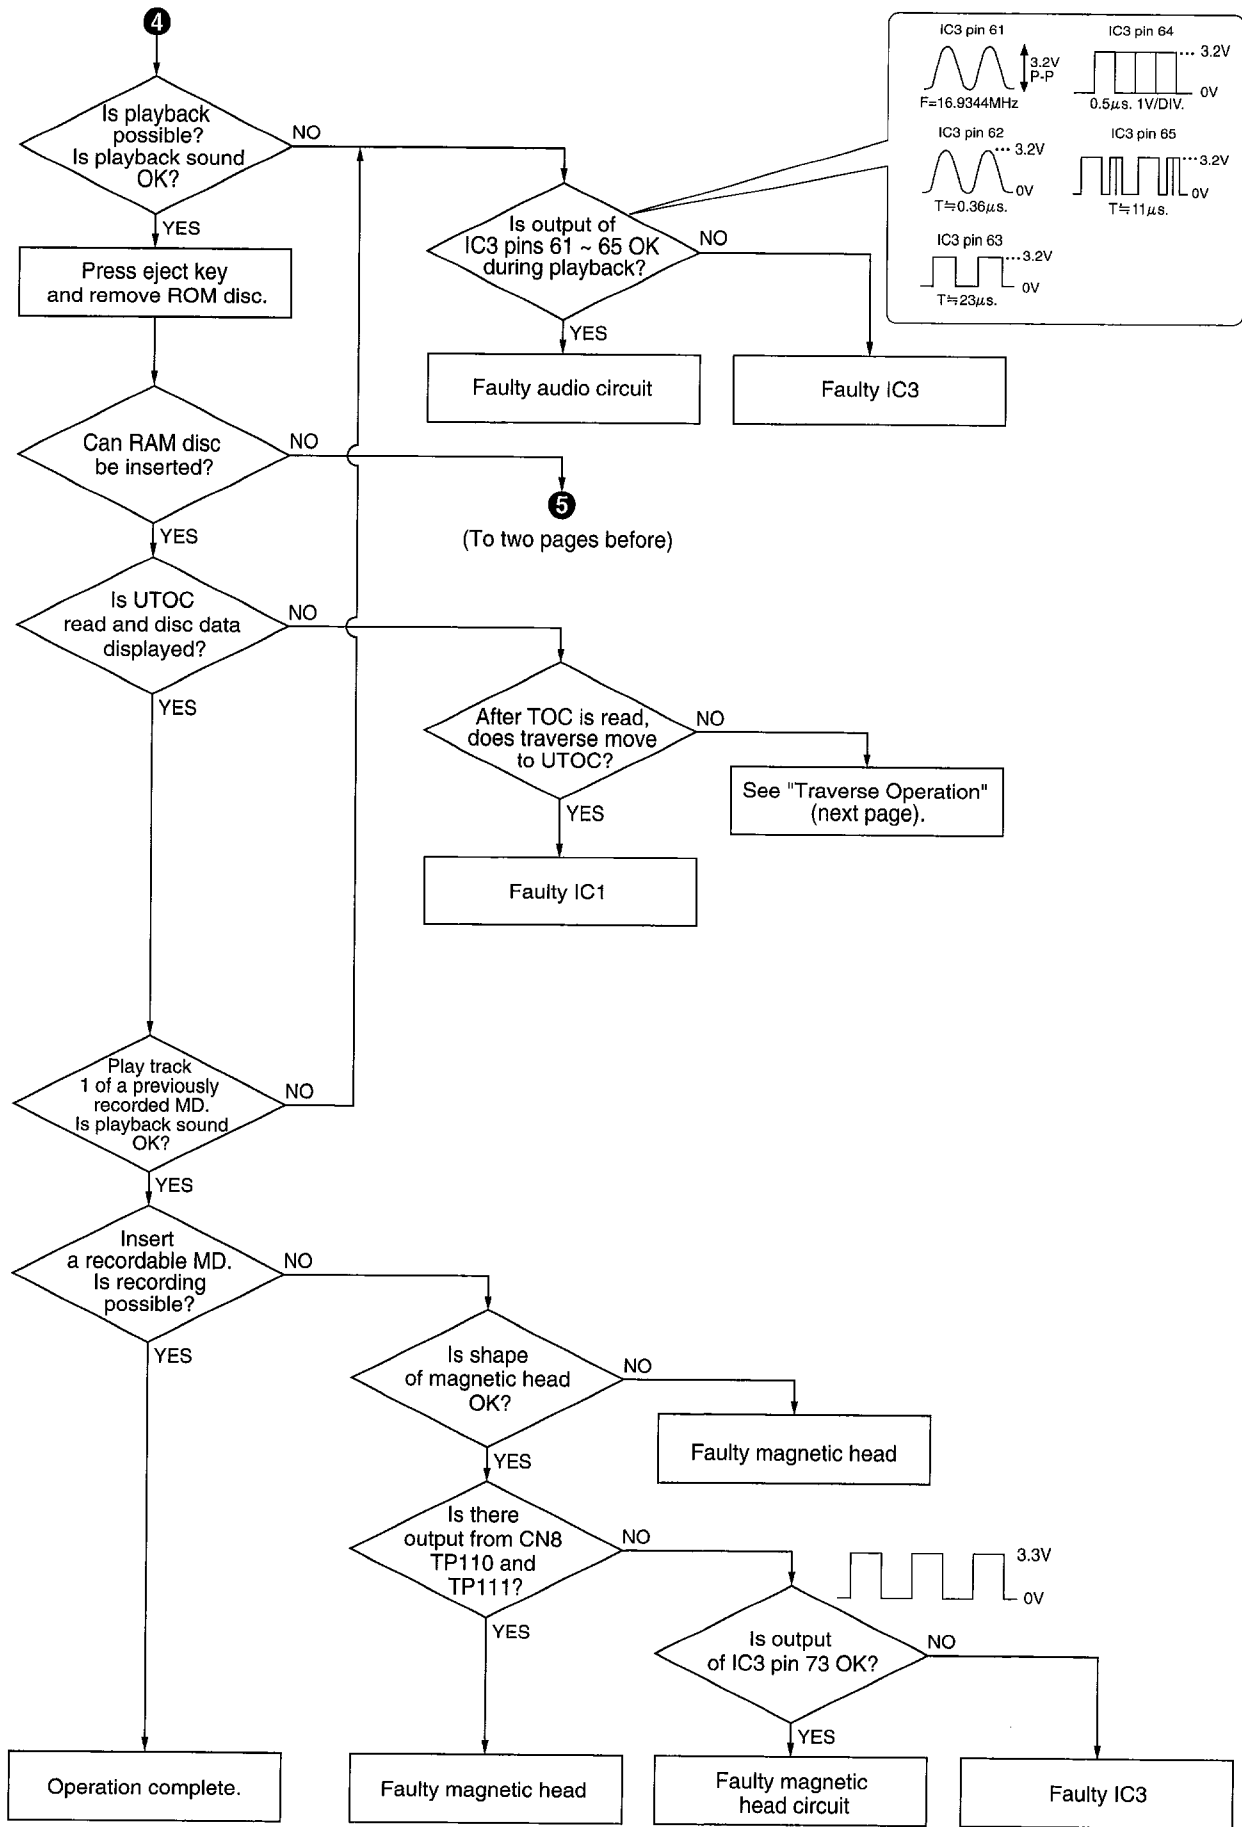 4
Is playback
possible?
Is playback sound
OK?
NO
YES
IC3 pin 61
3.2V
P-P
F=16.9344MHz
IC3 pin 64
3.2V
0V
0.5μs. 1V/DIV.
IC3 pin 62
3.2V
0V
T≒0.36μs.
IC3 pin 65
3.2V
0V
T≒11μs.
IC3 pin 63
3.2V
0V
T≒23μs.
Is output of
IC3 pins 61 ~ 65 OK
during playback?
NO
YES
Press eject key
and remove ROM disc.
Faulty audio circuit
Faulty IC3
Can RAM disc
be inserted?
NO
YES
5
(To two pages before)
Is UTOC
read and disc data
displayed?
NO
YES
After TOC is read,
does traverse move
to UTOC?
NO
YES
See "Traverse Operation"
(next page).
Faulty IC1
Play track
1 of a previously
recorded MD.
Is playback sound
OK?
NO
YES
Insert
a recordable MD.
Is recording
possible?
NO
YES
Is shape
of magnetic head
OK?
NO
YES
Faulty magnetic head
Is there
output from CN8
TP110 and
TP111?
NO
YES
3.3V
0V
Is output
of IC3 pin 73 OK?
NO
YES
Operation complete.
Faulty magnetic head
Faulty magnetic
head circuit
Faulty IC3